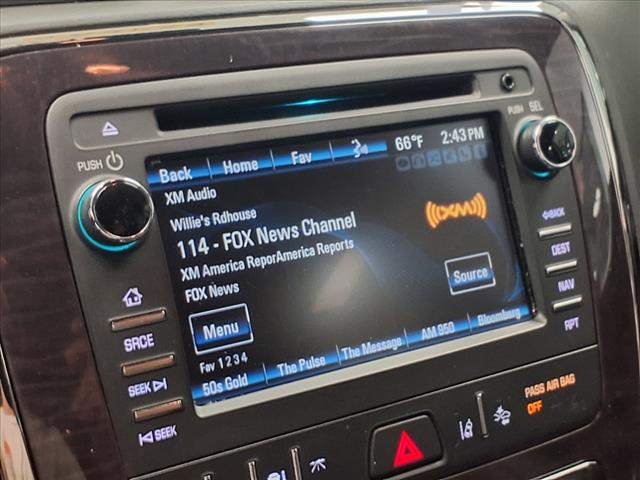 PUSH SEL
PUSH
Back Home Fav 66°F 2:43 PM
XM Audio
Willie's Rdhouse
114 - FOX News Channel
((XM))
XM America ReporAmerica Reports
FOX News
Source
Menu
Fav 1 2 3 4
50s Gold The Pulse The Message AM 950 Bloomberg
SRCE
SEEK
SEEK
BACK
DEST
NAV
RPT
PASS AIR BAG
OFF